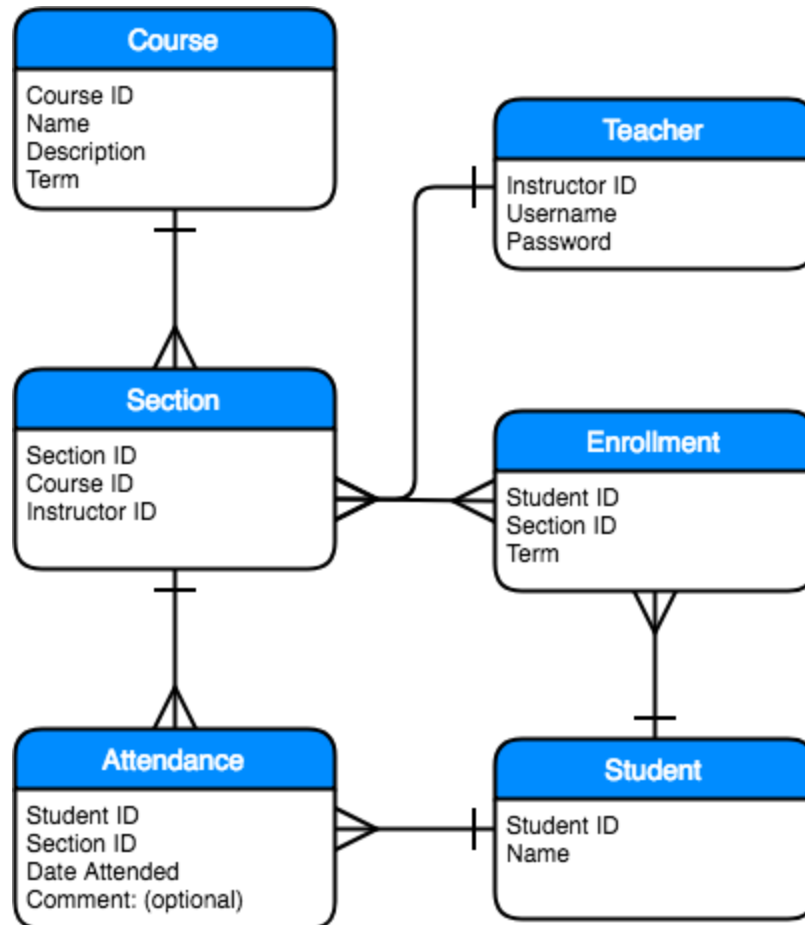 Course
Course ID
Name
Description
Term
Teacher
Instructor ID
Username
Password
Section
Section ID
Course ID
Instructor ID
Enrollment
Student ID
Section ID
Term
Attendance
Student ID
Section ID
Date Attended
Comment: (optional)
Student
Student ID
Name